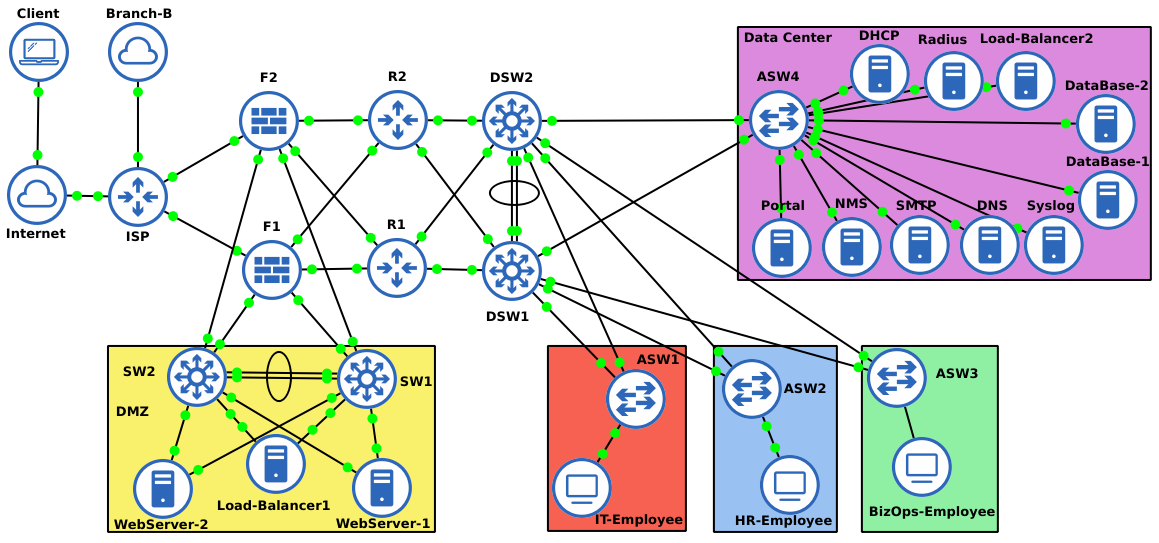 Client
Branch-B
Data Center
DHCP
Radius
Load-Balancer2
F2
R2
DSW2
ASW4
DataBase-2
DataBase-1
Internet
ISP
F1
R1
Portal
NMS
SMTP
DNS
Syslog
DSW1
SW2
SW1
DMZ
ASW1
ASW2
ASW3
Load-Balancer1
WebServer-2
WebServer-1
IT-Employee
HR-Employee
BizOps-Employee